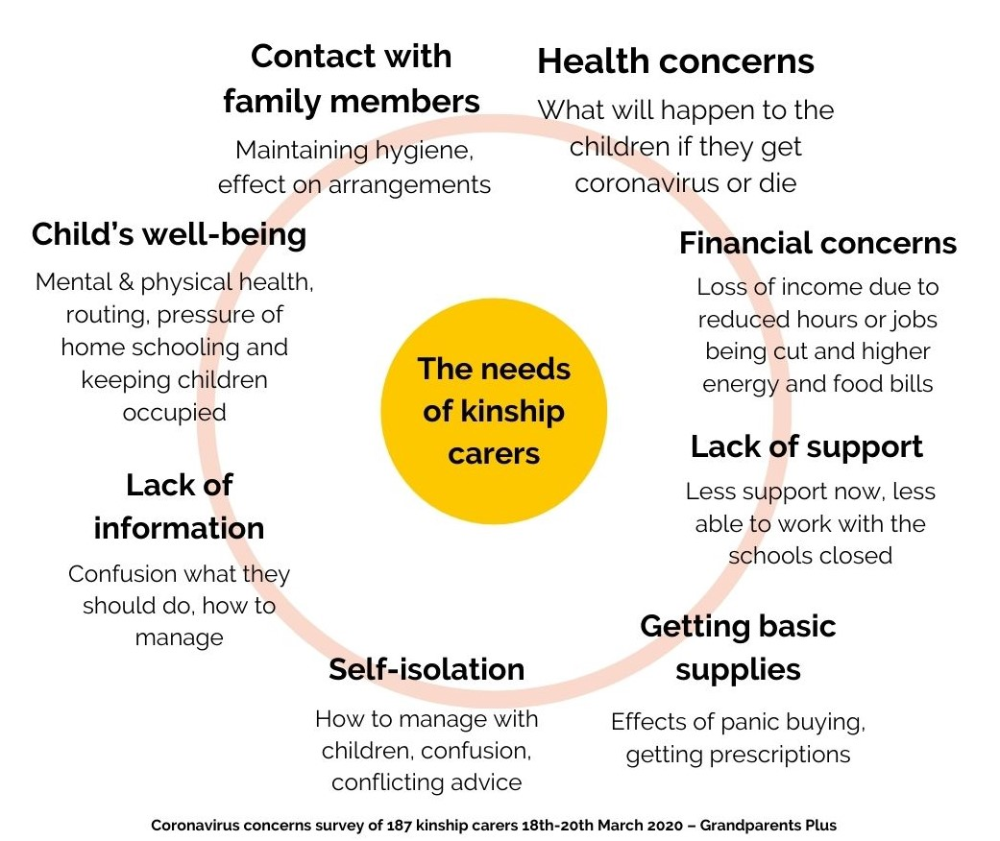 Contact with
family members
Maintaining hygiene,
effect on arrangements
Health concerns
What will happen to the
children if they get
coronavirus or die
Child's well-being
Mental & physical health,
routing, pressure of
home schooling and
keeping children
occupied
Financial concerns
Loss of income due to
reduced hours or jobs
being cut and higher
energy and food bills
The needs
of kinship
carers
Lack of support
Less support now, less
able to work with the
schools closed
Lack of
information
Confusion what they
should do, how to
manage
Getting basic
supplies
Effects of panic buying,
getting prescriptions
Self-isolation
How to manage with
children, confusion,
conflicting advice
Coronavirus concerns survey of 187 kinship carers 18th-20th March 2020 – Grandparents Plus